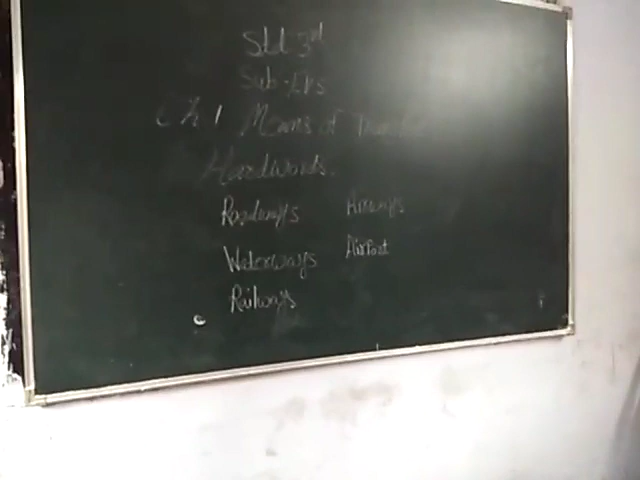 Std 3rd
Sub-EVS
Ch 1 Means of
Hardwords.
Roadways Airways
Waterways Airport
Railways